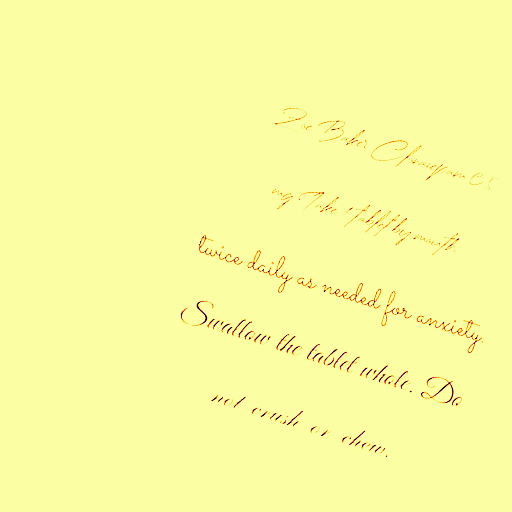 Zoe Baker Clonazepam 0.5
mg Take 1 tablet by mouth
twice daily as needed for anxiety.
Swallow the tablet whole. Do
not crush or chew.